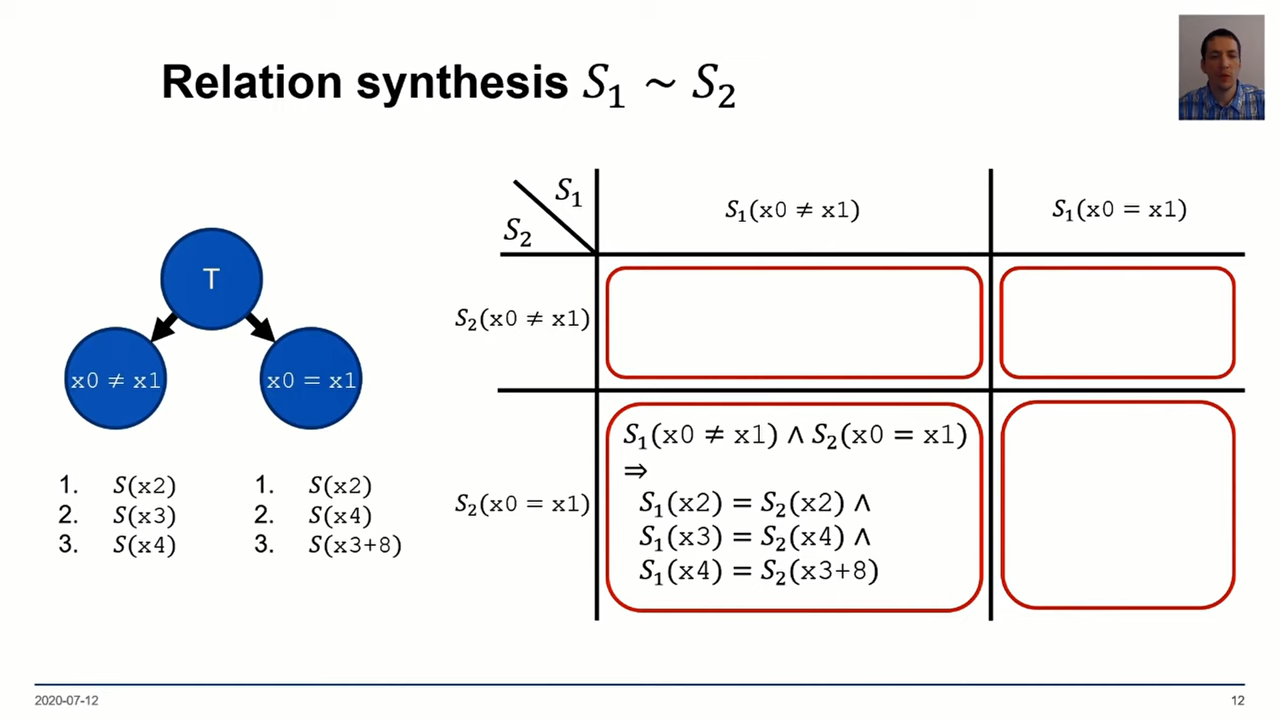 Relation synthesis S₁ ~ S₂
T
x0 ≠ x1
x0 = x1
1. S(x2)
2. S(x3)
3. S(x4)
1. S(x2)
2. S(x4)
3. S(x3+8)
S₁
S₂
S₁(x0 ≠ x1)
S₁(x0 = x1)
S₂(x0 ≠ x1)
S₂(x0 = x1)
S₁(x0 ≠ x1) ∧ S₂(x0 = x1)
⇒
S₁(x2) = S₂(x2) ∧
S₁(x3) = S₂(x4) ∧
S₁(x4) = S₂(x3+8)
2020-07-12
12